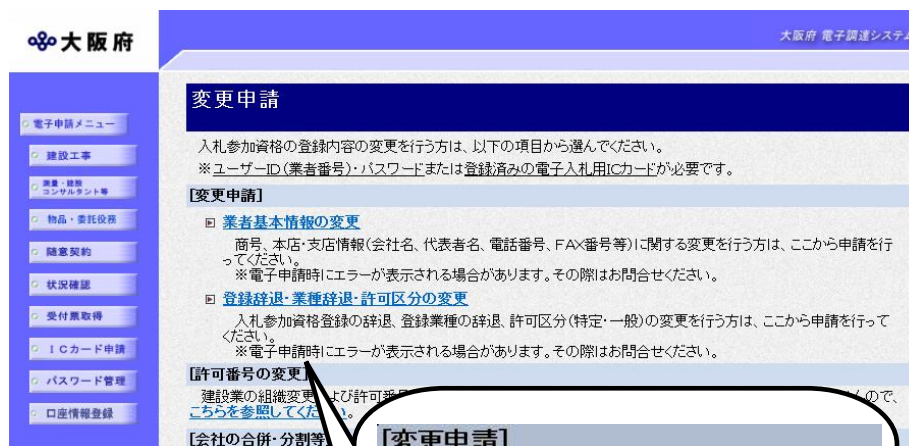 大阪府
大阪府 電子調達システム
電子申請メニュー
建設工事
測量・建設
コンサルタント等
物品・委託役務
随意契約
状況確認
受付票取得
ICカード申請
パスワード管理
口座情報登録
変更申請
入札参加資格の登録内容の変更を行う方は、以下の項目から選んでください。
※ユーザーID(業者番号)・パスワードまたは登録済みの電子入札用ICカードが必要です。
[変更申請]
業者基本情報の変更
商号、本店・支店情報(会社名、代表者名、電話番号、FAX番号等)に関する変更を行う方は、ここから申請を行
ってください。
※電子申請時にエラーが表示される場合があります。その際はお問合せください。
登録辞退・業種辞退・許可区分の変更
入札参加資格登録の辞退、登録業種の辞退、許可区分(特定・一般)の変更を行う方は、ここから申請を行って
ください。
※電子申請時にエラーが表示される場合があります。その際はお問合せください。
[許可番号の変更]
建設業の組織変更および許可番 ので、
こちらを参照してください。
[会社の合併・分割等
[変更申請]